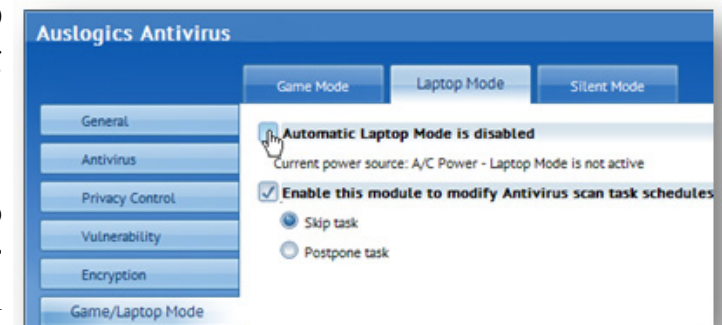 Auslogics Antivirus
Game Mode
Laptop Mode
Silent Mode
General
Antivirus
Privacy Control
Vulnerability
Encryption
Game/Laptop Mode
Automatic Laptop Mode is disabled
Current power source: A/C Power - Laptop Mode is not active
Enable this module to modify Antivirus scan task schedules
Skip task
Postpone task